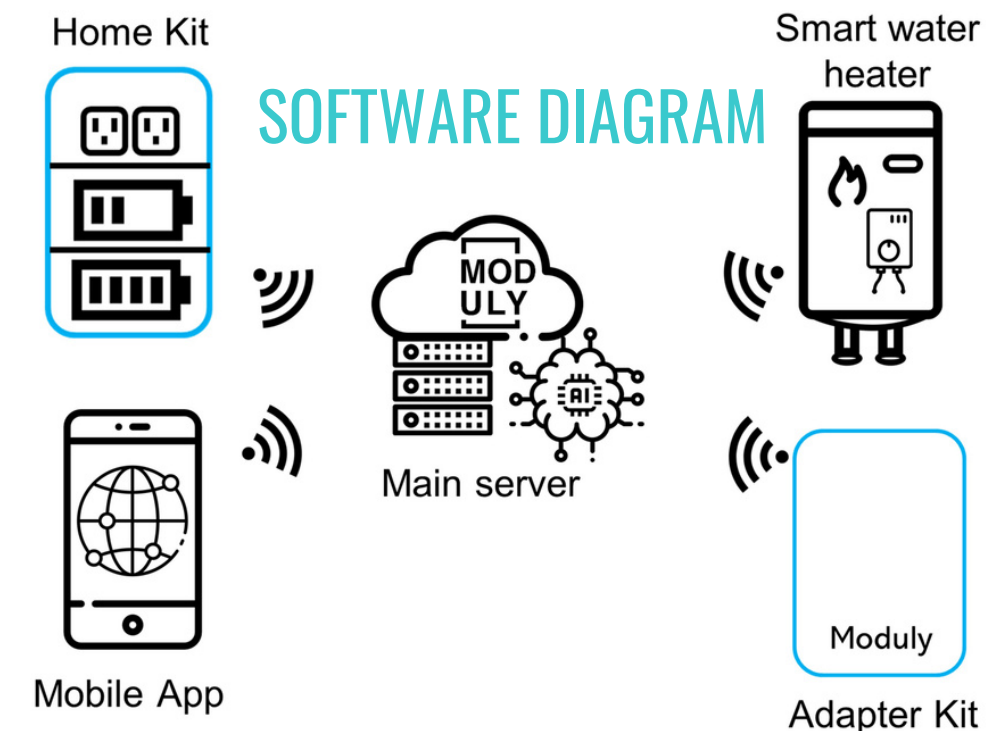 Home Kit
Smart water
heater
SOFTWARE DIAGRAM
MOD
ULY
AI
Main server
Moduly
Mobile App
Adapter Kit